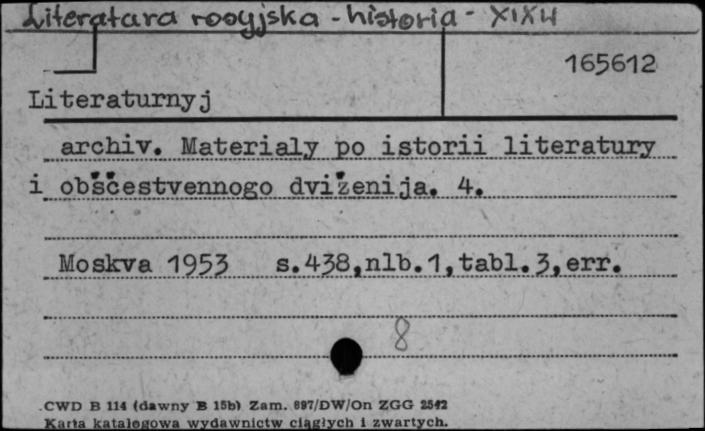 Literatura rosyjska - historia - XIX w
165612
Literaturnyj
archiv. Materialy po istorii literatury
i obščestvennogo dviženija. 4.
Moskva 1953 s.438,nlb.1,tabl.3,err.
8
CWD B 114 (dawny B 15b) Zam. 897/DW/On ZGG 2542
Karta katalogowa wydawnictw ciągłych i zwartych.